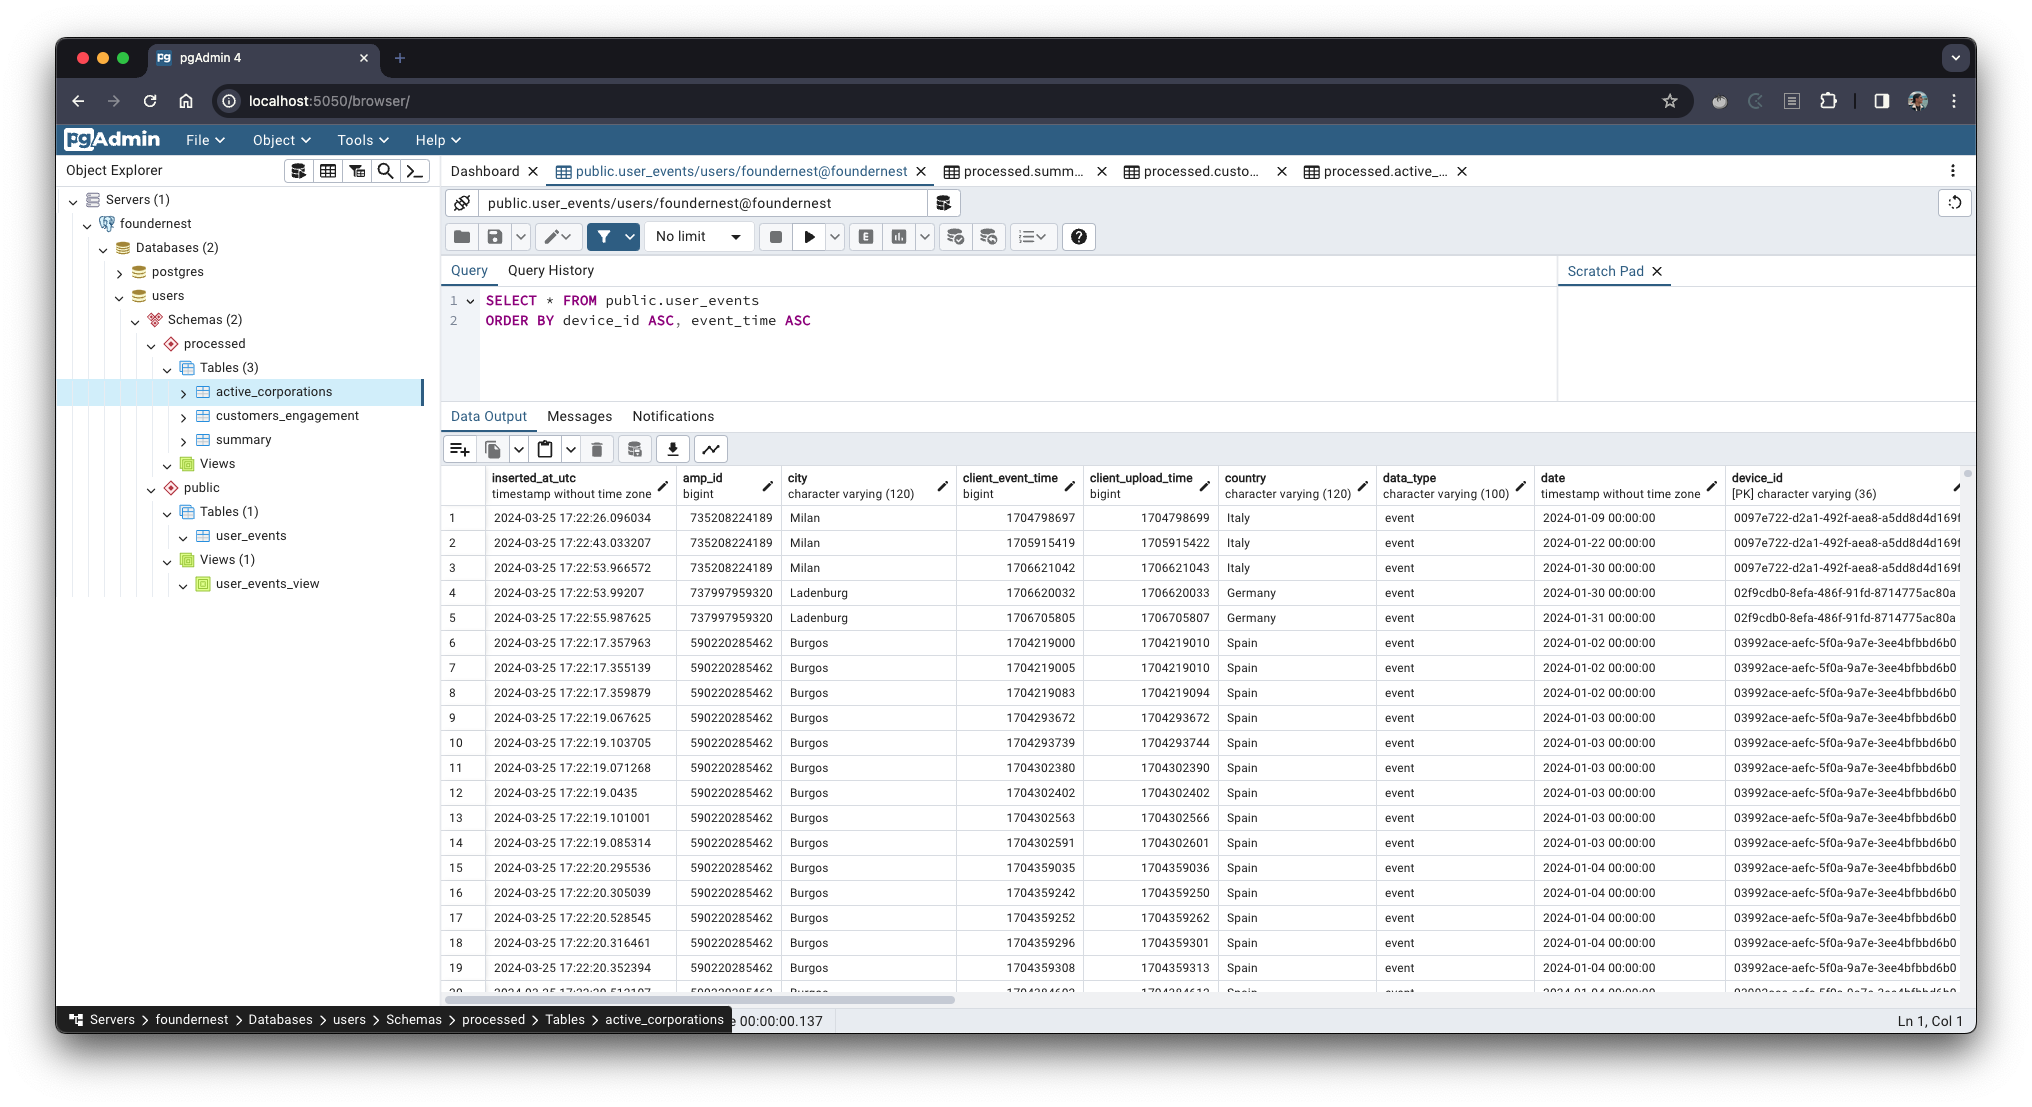 pgAdmin 4
localhost:5050/browser/
pgAdmin File Object Tools Help
Object Explorer
Servers (1)
foundernest
Databases (2)
postgres
users
Schemas (2)
processed
Tables (3)
active_corporations
customers_engagement
summary
Views
public
Tables (1)
user_events
Views (1)
user_events_view
Dashboard public.user_events/users/foundernest@foundernest processed.summ... processed.custo... processed.active_...
public.user_events/users/foundernest@foundernest
No limit E
Query Query History Scratch Pad
1 SELECT * FROM public.user_events
2 ORDER BY device_id ASC, event_time ASC
Data Output Messages Notifications
inserted_at_utc amp_id city client_event_time client_upload_time country data_type date device_id
timestamp without time zone bigint character varying (120) bigint bigint character varying (120) character varying (100) timestamp without time zone [PK] character varying (36)
1 2024-03-25 17:22:26.096034 735208224189 Milan 1704798697 1704798699 Italy event 2024-01-09 00:00:00 0097e722-d2a1-492f-aea8-a5dd8d4d169f
2 2024-03-25 17:22:43.033207 735208224189 Milan 1705915419 1705915422 Italy event 2024-01-22 00:00:00 0097e722-d2a1-492f-aea8-a5dd8d4d169f
3 2024-03-25 17:22:53.966572 735208224189 Milan 1706621042 1706621043 Italy event 2024-01-30 00:00:00 0097e722-d2a1-492f-aea8-a5dd8d4d169f
4 2024-03-25 17:22:53.99207 737997959320 Ladenburg 1706620032 1706620033 Germany event 2024-01-30 00:00:00 02f9cdb0-8efa-486f-91fd-8714775ac80a
5 2024-03-25 17:22:55.987625 737997959320 Ladenburg 1706705805 1706705807 Germany event 2024-01-31 00:00:00 02f9cdb0-8efa-486f-91fd-8714775ac80a
6 2024-03-25 17:22:17.357963 590220285462 Burgos 1704219000 1704219010 Spain event 2024-01-02 00:00:00 03992ace-aefc-5f0a-9a7e-3ee4bfbbd6b0
7 2024-03-25 17:22:17.355139 590220285462 Burgos 1704219005 1704219010 Spain event 2024-01-02 00:00:00 03992ace-aefc-5f0a-9a7e-3ee4bfbbd6b0
8 2024-03-25 17:22:17.359879 590220285462 Burgos 1704219083 1704219094 Spain event 2024-01-02 00:00:00 03992ace-aefc-5f0a-9a7e-3ee4bfbbd6b0
9 2024-03-25 17:22:19.067625 590220285462 Burgos 1704293672 1704293672 Spain event 2024-01-03 00:00:00 03992ace-aefc-5f0a-9a7e-3ee4bfbbd6b0
10 2024-03-25 17:22:19.103705 590220285462 Burgos 1704293739 1704293744 Spain event 2024-01-03 00:00:00 03992ace-aefc-5f0a-9a7e-3ee4bfbbd6b0
11 2024-03-25 17:22:19.071268 590220285462 Burgos 1704302380 1704302390 Spain event 2024-01-03 00:00:00 03992ace-aefc-5f0a-9a7e-3ee4bfbbd6b0
12 2024-03-25 17:22:19.0435 590220285462 Burgos 1704302402 1704302402 Spain event 2024-01-03 00:00:00 03992ace-aefc-5f0a-9a7e-3ee4bfbbd6b0
13 2024-03-25 17:22:19.101001 590220285462 Burgos 1704302563 1704302566 Spain event 2024-01-03 00:00:00 03992ace-aefc-5f0a-9a7e-3ee4bfbbd6b0
14 2024-03-25 17:22:19.085314 590220285462 Burgos 1704302591 1704302601 Spain event 2024-01-03 00:00:00 03992ace-aefc-5f0a-9a7e-3ee4bfbbd6b0
15 2024-03-25 17:22:20.295536 590220285462 Burgos 1704359035 1704359036 Spain event 2024-01-04 00:00:00 03992ace-aefc-5f0a-9a7e-3ee4bfbbd6b0
16 2024-03-25 17:22:20.305039 590220285462 Burgos 1704359242 1704359250 Spain event 2024-01-04 00:00:00 03992ace-aefc-5f0a-9a7e-3ee4bfbbd6b0
17 2024-03-25 17:22:20.528545 590220285462 Burgos 1704359252 1704359262 Spain event 2024-01-04 00:00:00 03992ace-aefc-5f0a-9a7e-3ee4bfbbd6b0
18 2024-03-25 17:22:20.316461 590220285462 Burgos 1704359296 1704359301 Spain event 2024-01-04 00:00:00 03992ace-aefc-5f0a-9a7e-3ee4bfbbd6b0
19 2024-03-25 17:22:20.352394 590220285462 Burgos 1704359308 1704359313 Spain event 2024-01-04 00:00:00 03992ace-aefc-5f0a-9a7e-3ee4bfbbd6b0
Servers > foundernest > Databases > users > Schemas > processed > Tables > active_corporations e 00:00:00.137 Ln 1, Col 1